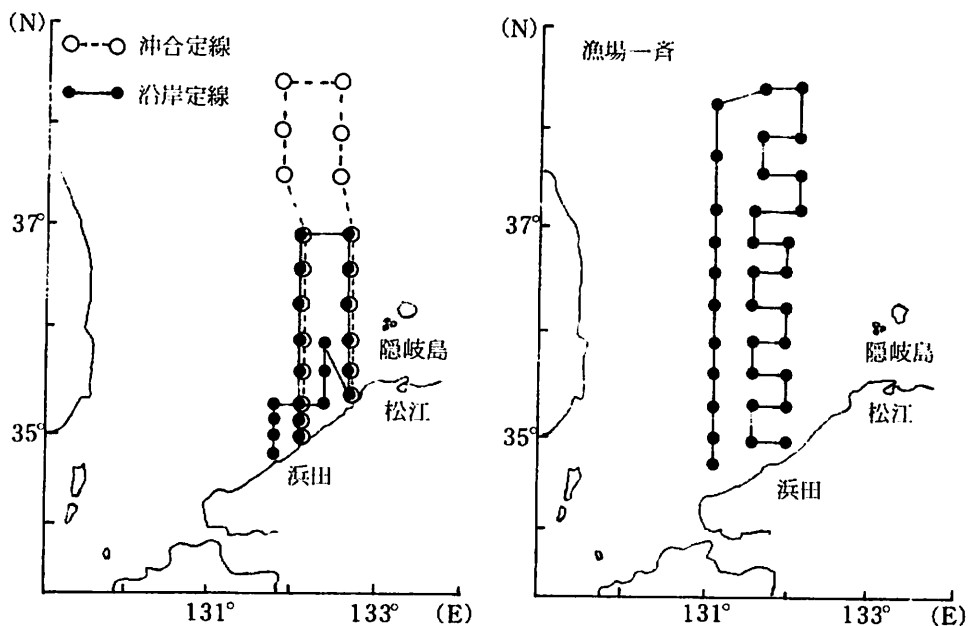 (N)
沖合定線
沿岸定線
37°
35°
隠岐島
松江
浜田
131°
133°
(E)
(N)
漁場一斉
37°
35°
隠岐島
松江
浜田
131°
133°
(E)